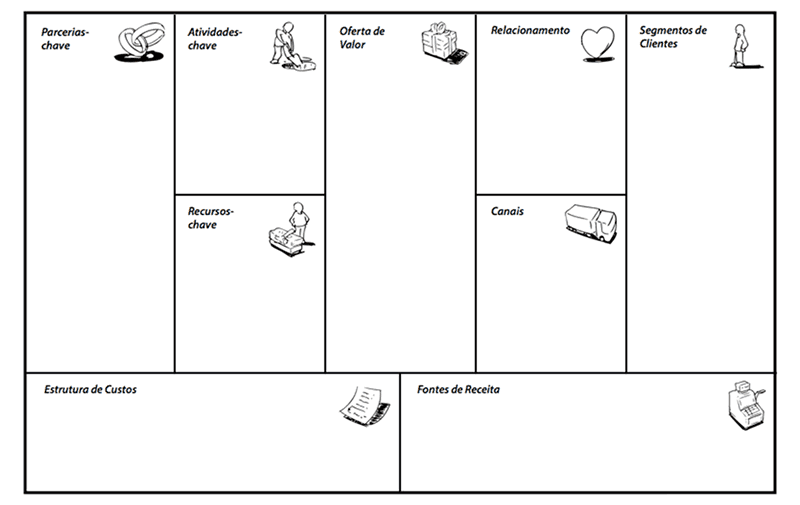 Parcerias-
chave
Atividades-
chave
Oferta de
Valor
Relacionamento
Segmentos de
Clientes
Recursos-
chave
Canais
Estrutura de Custos
Fontes de Receita